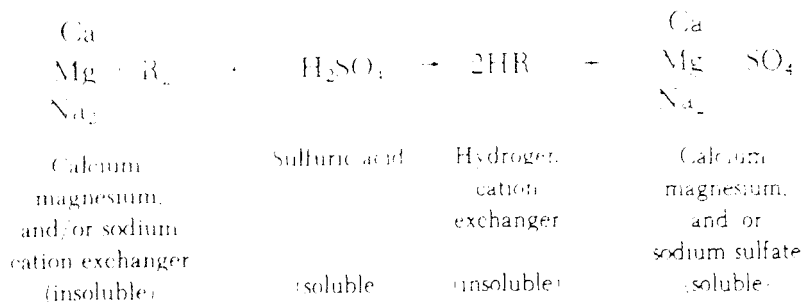 Ca Ca
Mg R₂ + H₂SO₄ → 2HR + Mg SO₄
Na₂ Na₂
Calcium Sulfuric acid Hydrogen Calcium
magnesium, cation magnesium,
and/or sodium exchanger and or
cation exchanger sodium sulfate
(insoluble) (soluble (insoluble) (soluble)